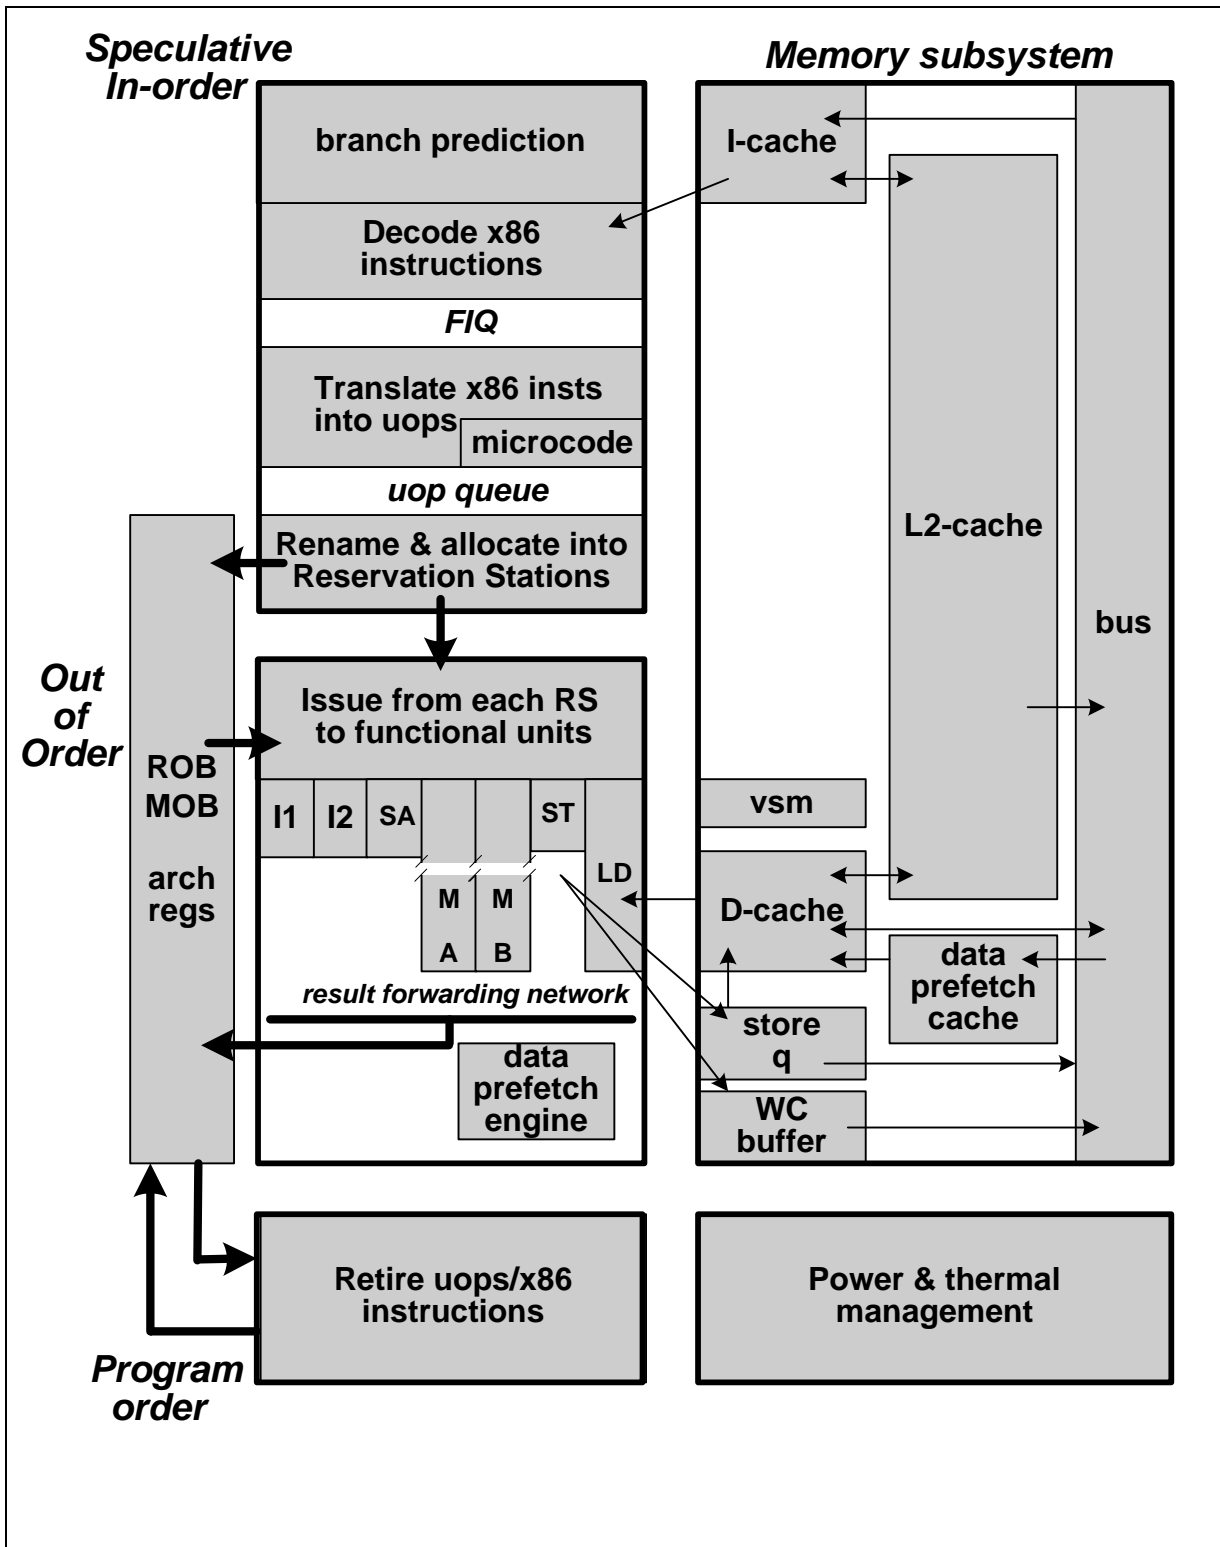 Speculative
In-order
Memory subsystem
branch prediction
I-cache
Decode x86
instructions
FIQ
Translate x86 insts
into uops
microcode
uop queue
Rename & allocate into
Reservation Stations
L2-cache
bus
Out
of
Order
Issue from each RS
to functional units
ROB
MOB
arch
regs
I1
I2
SA
ST
LD
M
A
M
B
vsm
D-cache
result forwarding network
data
prefetch
engine
data
prefetch
cache
store
q
WC
buffer
Retire uops/x86
instructions
Power & thermal
management
Program
order